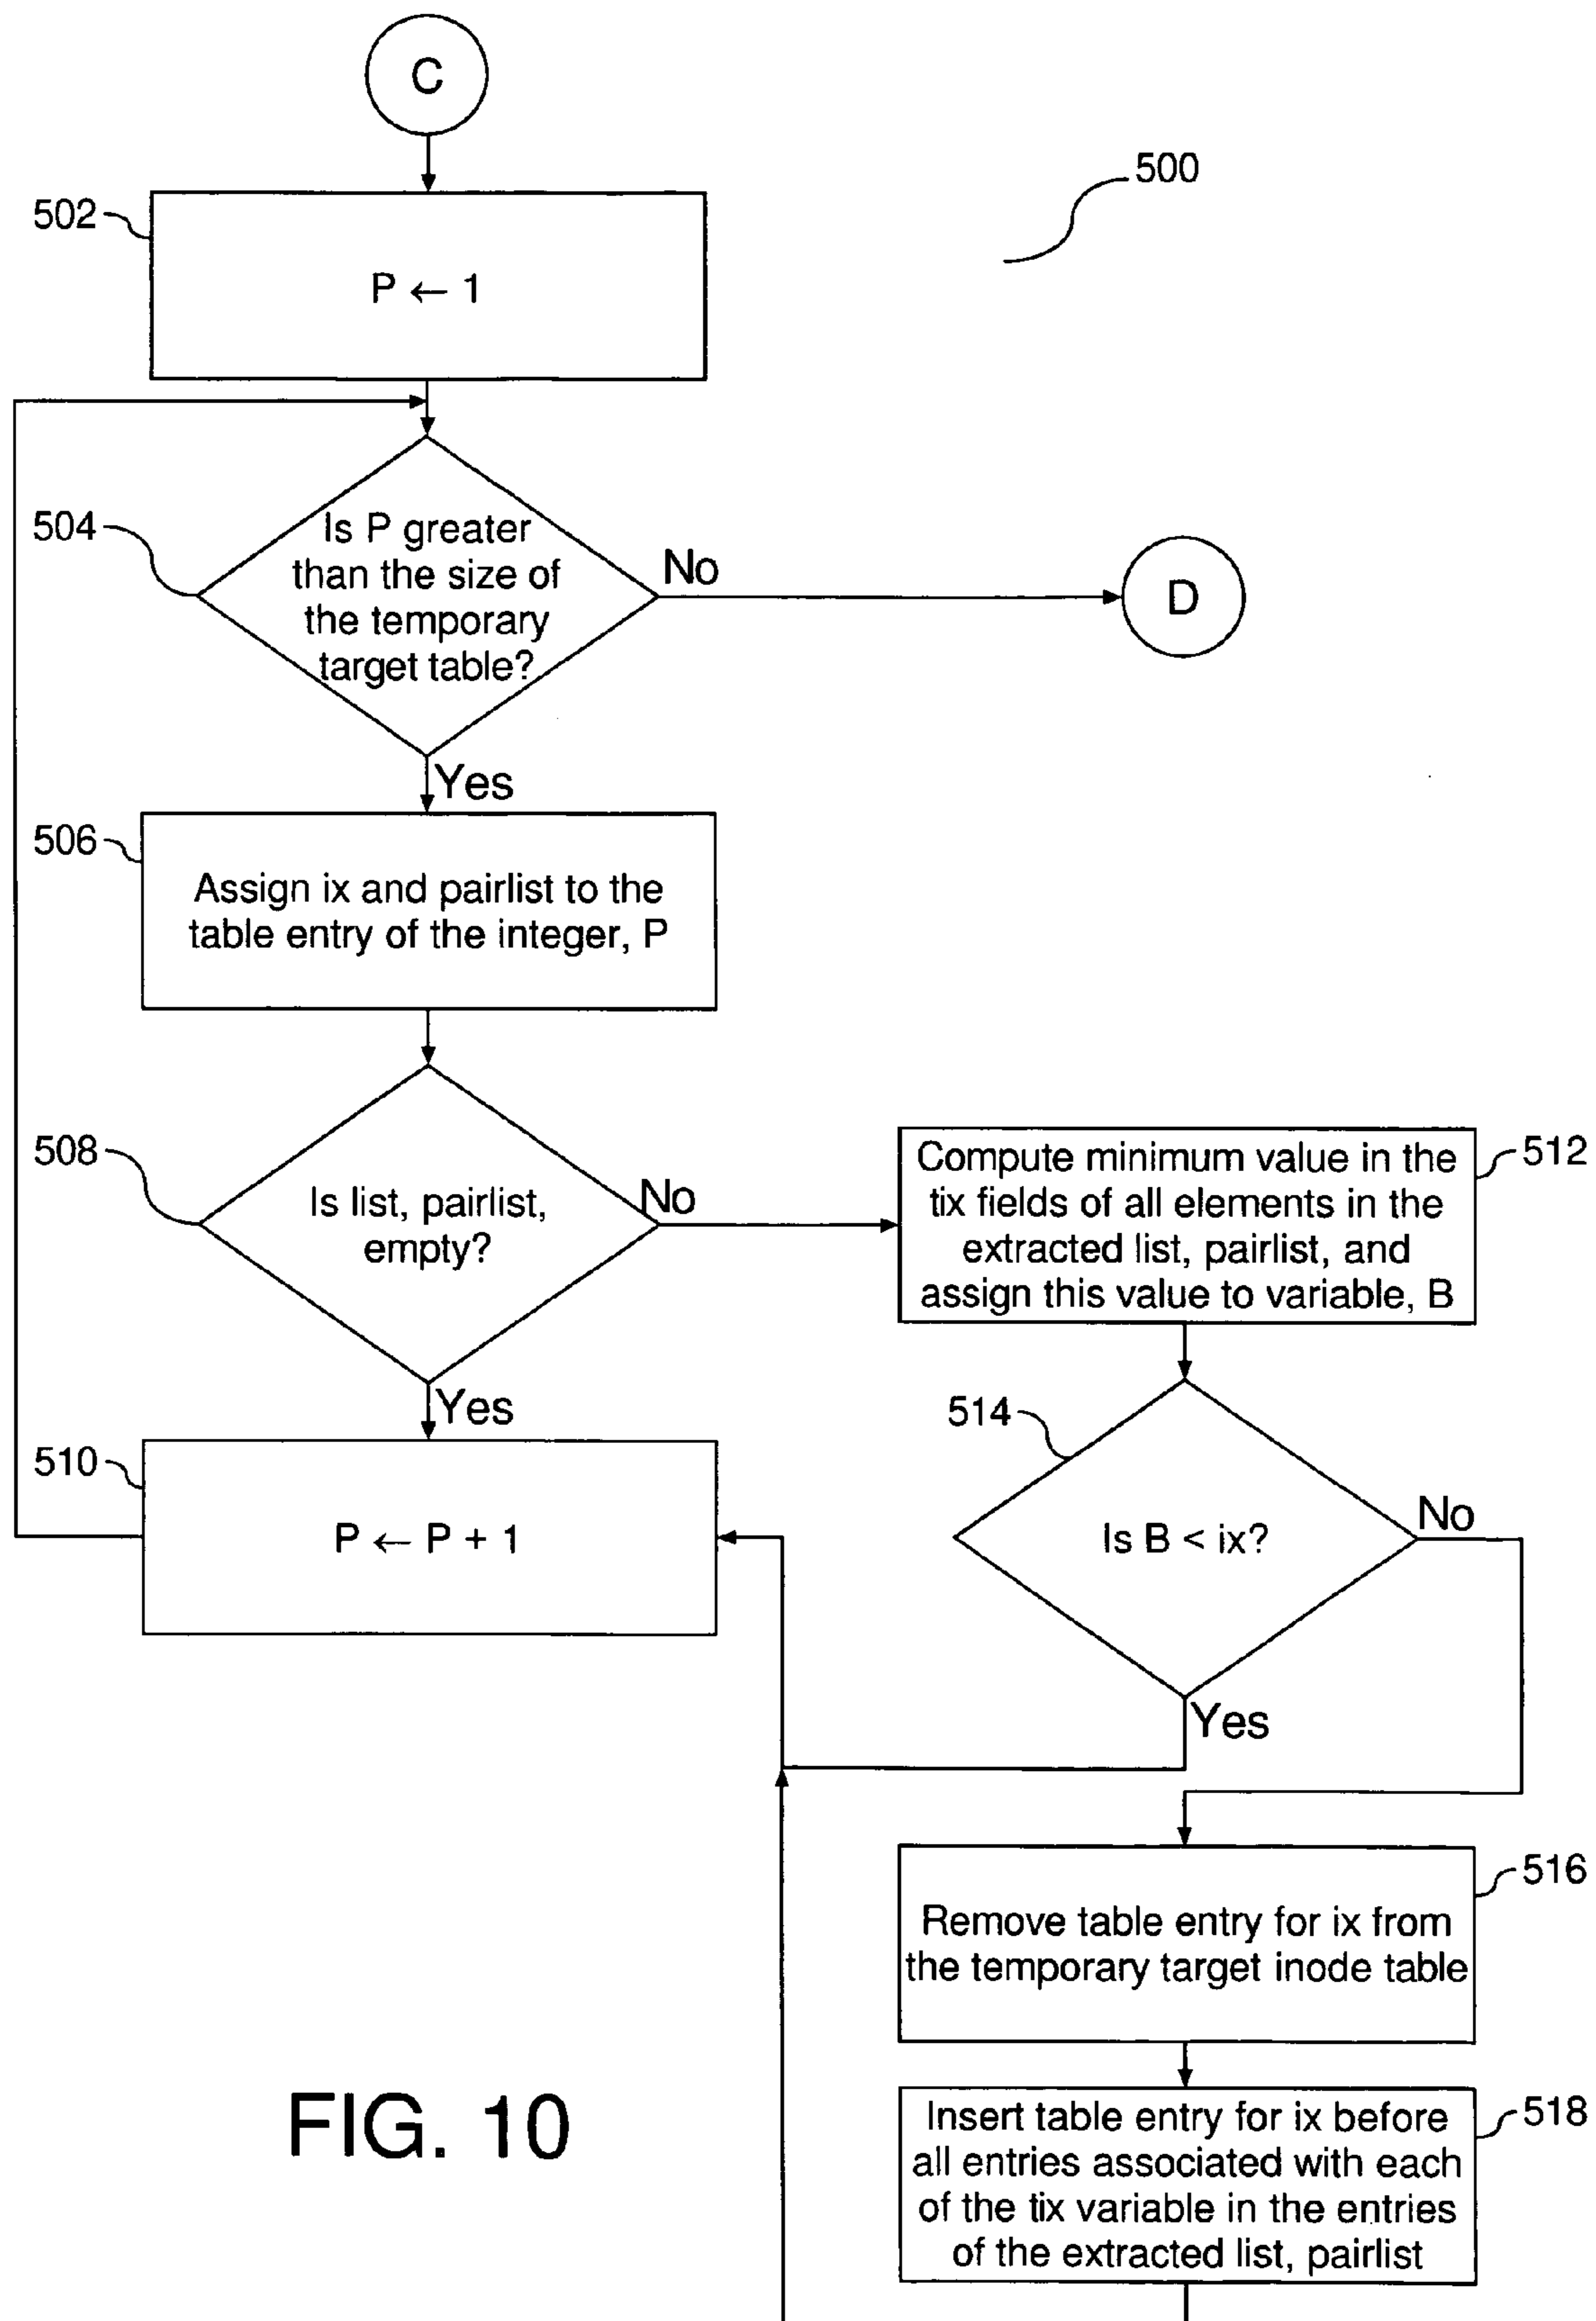 C
500
502
P ← 1
504
Is P greater
than the size of
the temporary
target table?
No
D
Yes
506
Assign ix and pairlist to the
table entry of the integer, P
508
Is list, pairlist,
empty?
No
512
Compute minimum value in the
tix fields of all elements in the
extracted list, pairlist, and
assign this value to variable, B
Yes
514
510
P ← P + 1
Is B < ix?
No
Yes
516
Remove table entry for ix from
the temporary target inode table
518
Insert table entry for ix before
all entries associated with each
of the tix variable in the entries
of the extracted list, pairlist
FIG. 10